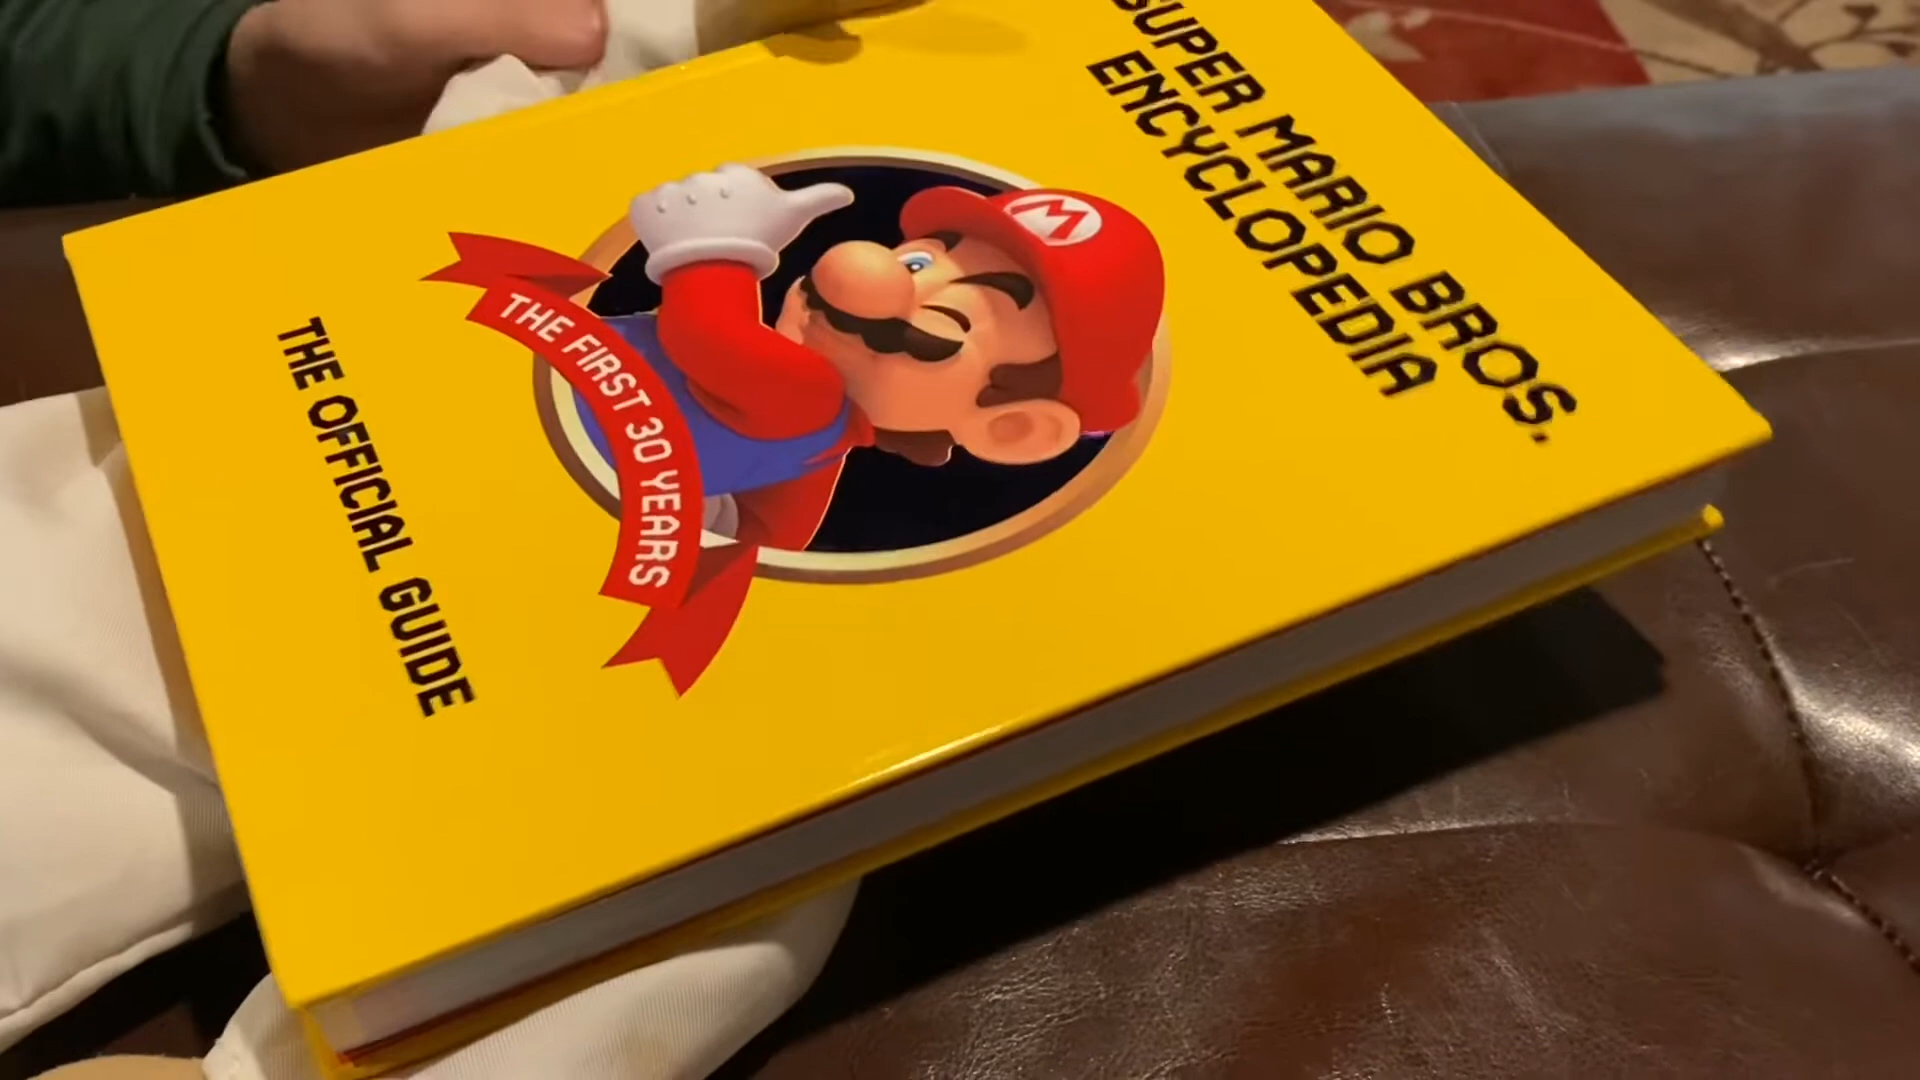 SUPER MARIO BROS.
ENCYCLOPEDIA
M
THE FIRST 30 YEARS
THE OFFICIAL GUIDE